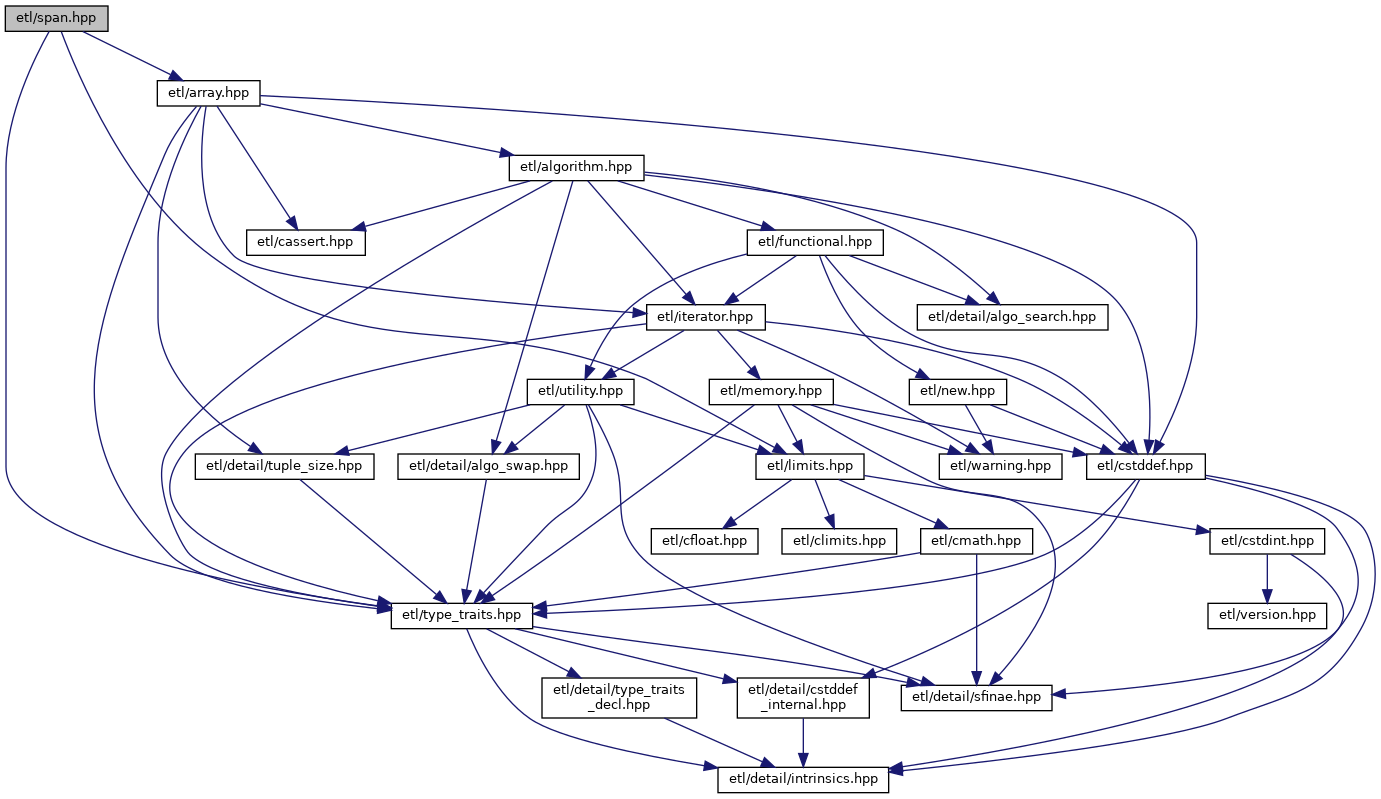 etl/span.hpp
etl/array.hpp
etl/algorithm.hpp
etl/cassert.hpp
etl/functional.hpp
etl/iterator.hpp
etl/detail/algo_search.hpp
etl/utility.hpp
etl/memory.hpp
etl/new.hpp
etl/detail/tuple_size.hpp
etl/detail/algo_swap.hpp
etl/limits.hpp
etl/warning.hpp
etl/cstddef.hpp
etl/cfloat.hpp
etl/climits.hpp
etl/cmath.hpp
etl/cstdint.hpp
etl/type_traits.hpp
etl/version.hpp
etl/detail/type_traits
_decl.hpp
etl/detail/cstddef
_internal.hpp
etl/detail/sfinae.hpp
etl/detail/intrinsics.hpp